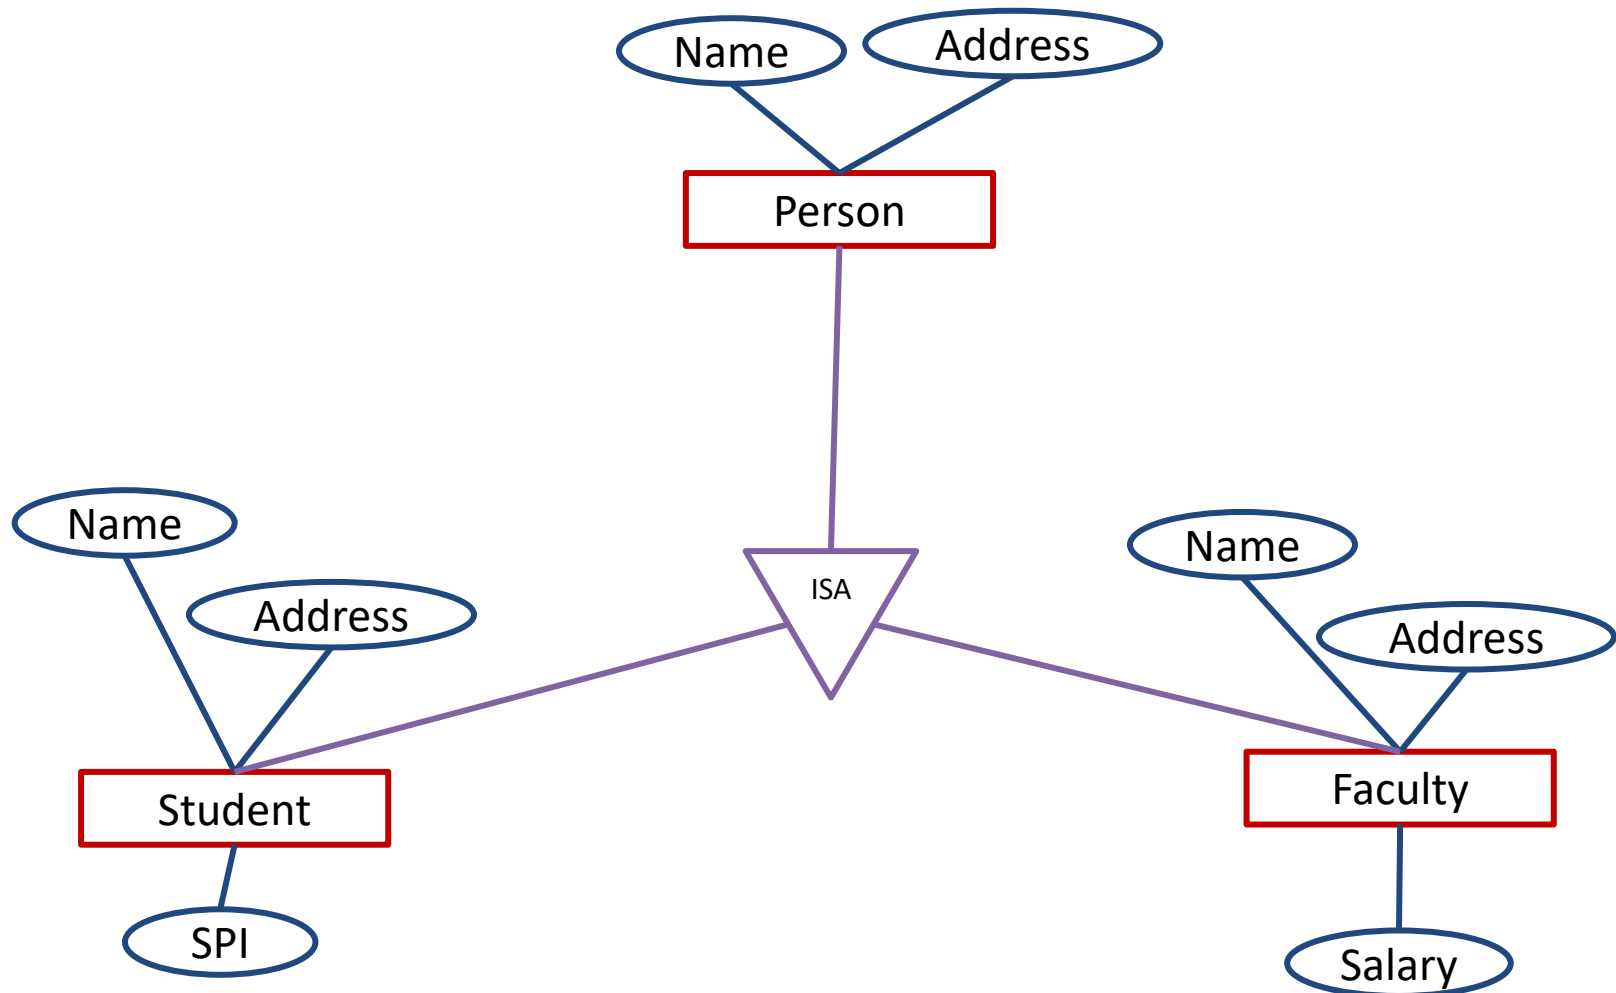 Name
Address
Person
ISA
Name
Address
Student
SPI
Name
Address
Faculty
Salary